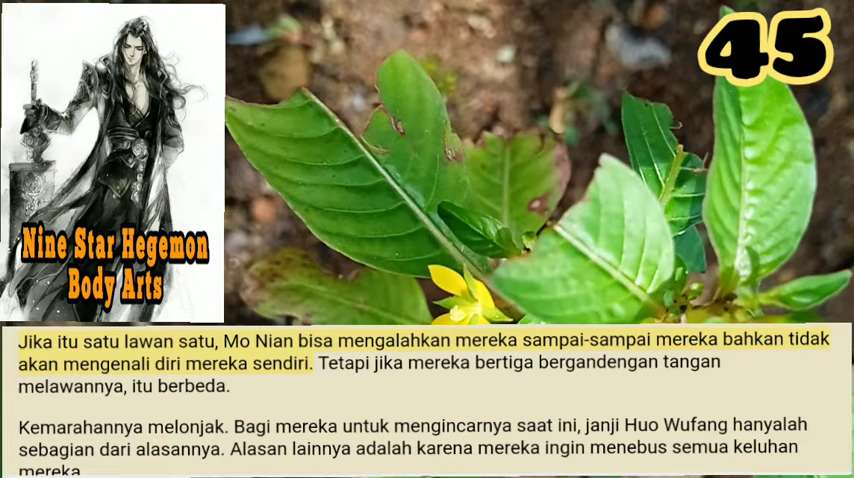 45
Nine Star Hegemon
Body Arts
Jika itu satu lawan satu, Mo Nian bisa mengalahkan mereka sampai-sampai mereka bahkan tidak
akan mengenali diri mereka sendiri. Tetapi jika mereka bertiga bergandengan tangan
melawannya, itu berbeda.
Kemarahannya melonjak. Bagi mereka untuk mengincarnya saat ini, janji Huo Wufang hanyalah
sebagian dari alasannya. Alasan lainnya adalah karena mereka ingin menebus semua keluhan
mereka